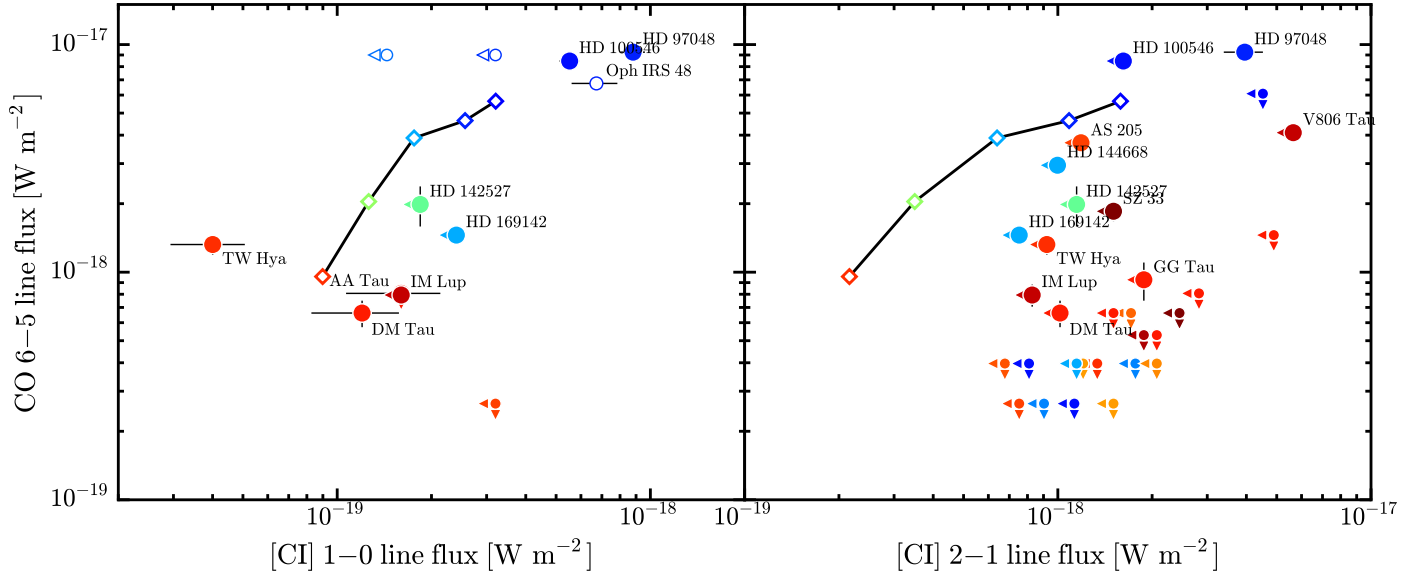 CO 6−5 line flux [W m⁻²]
10⁻¹⁷
10⁻¹⁸
10⁻¹⁹
HD 100546
HD 97048
Oph IRS 48
HD 142527
HD 169142
TW Hya
AA Tau
IM Lup
DM Tau
10⁻¹⁹
10⁻¹⁸
[CI] 1−0 line flux [W m⁻²]
HD 100546
HD 97048
V806 Tau
AS 205
HD 144668
HD 142527
SZ 33
HD 169142
TW Hya
GG Tau
IM Lup
DM Tau
10⁻¹⁹
10⁻¹⁸
10⁻¹⁷
[CI] 2−1 line flux [W m⁻²]